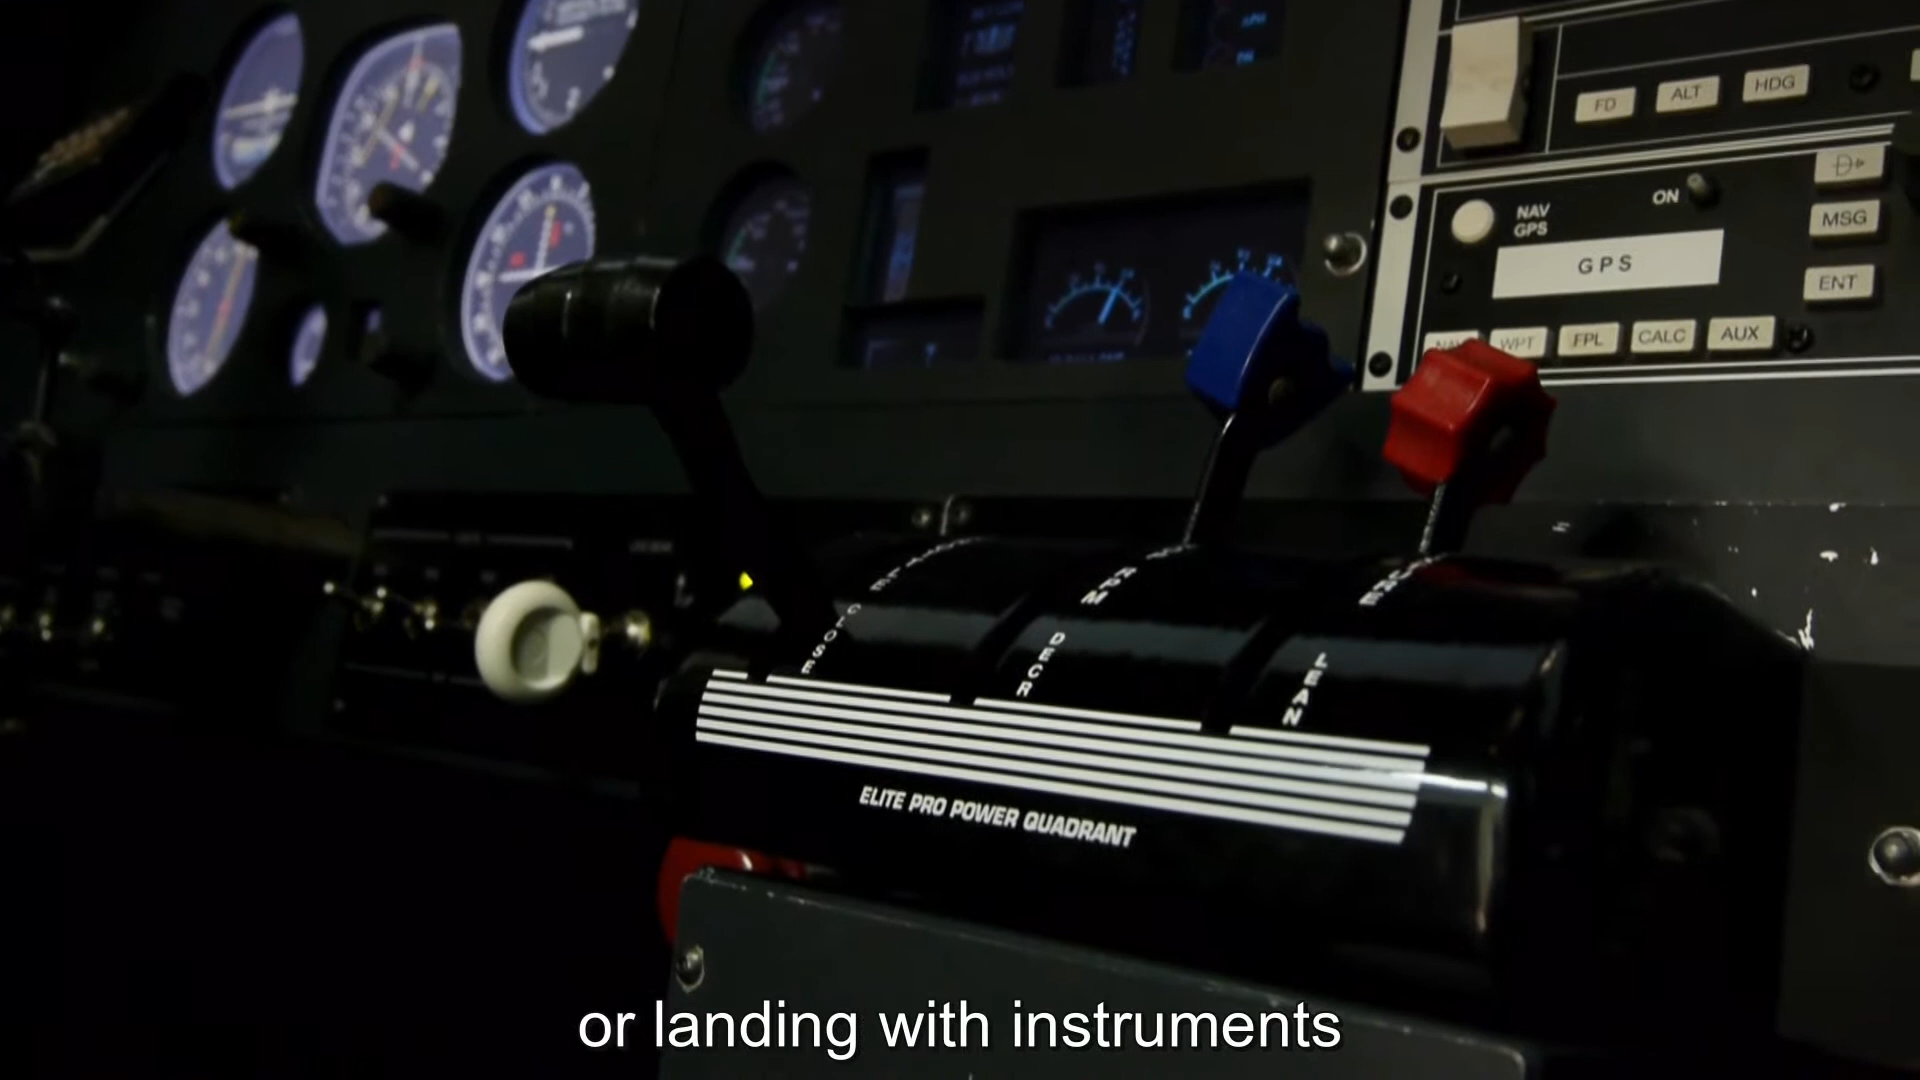 FD ALT HDG
NAV
GPS
ON
GPS
MSG
ENT
WPT FPL CALC AUX
CLOSE
RPM DECR
LEAN
ELITE PRO POWER QUADRANT
or landing with instruments